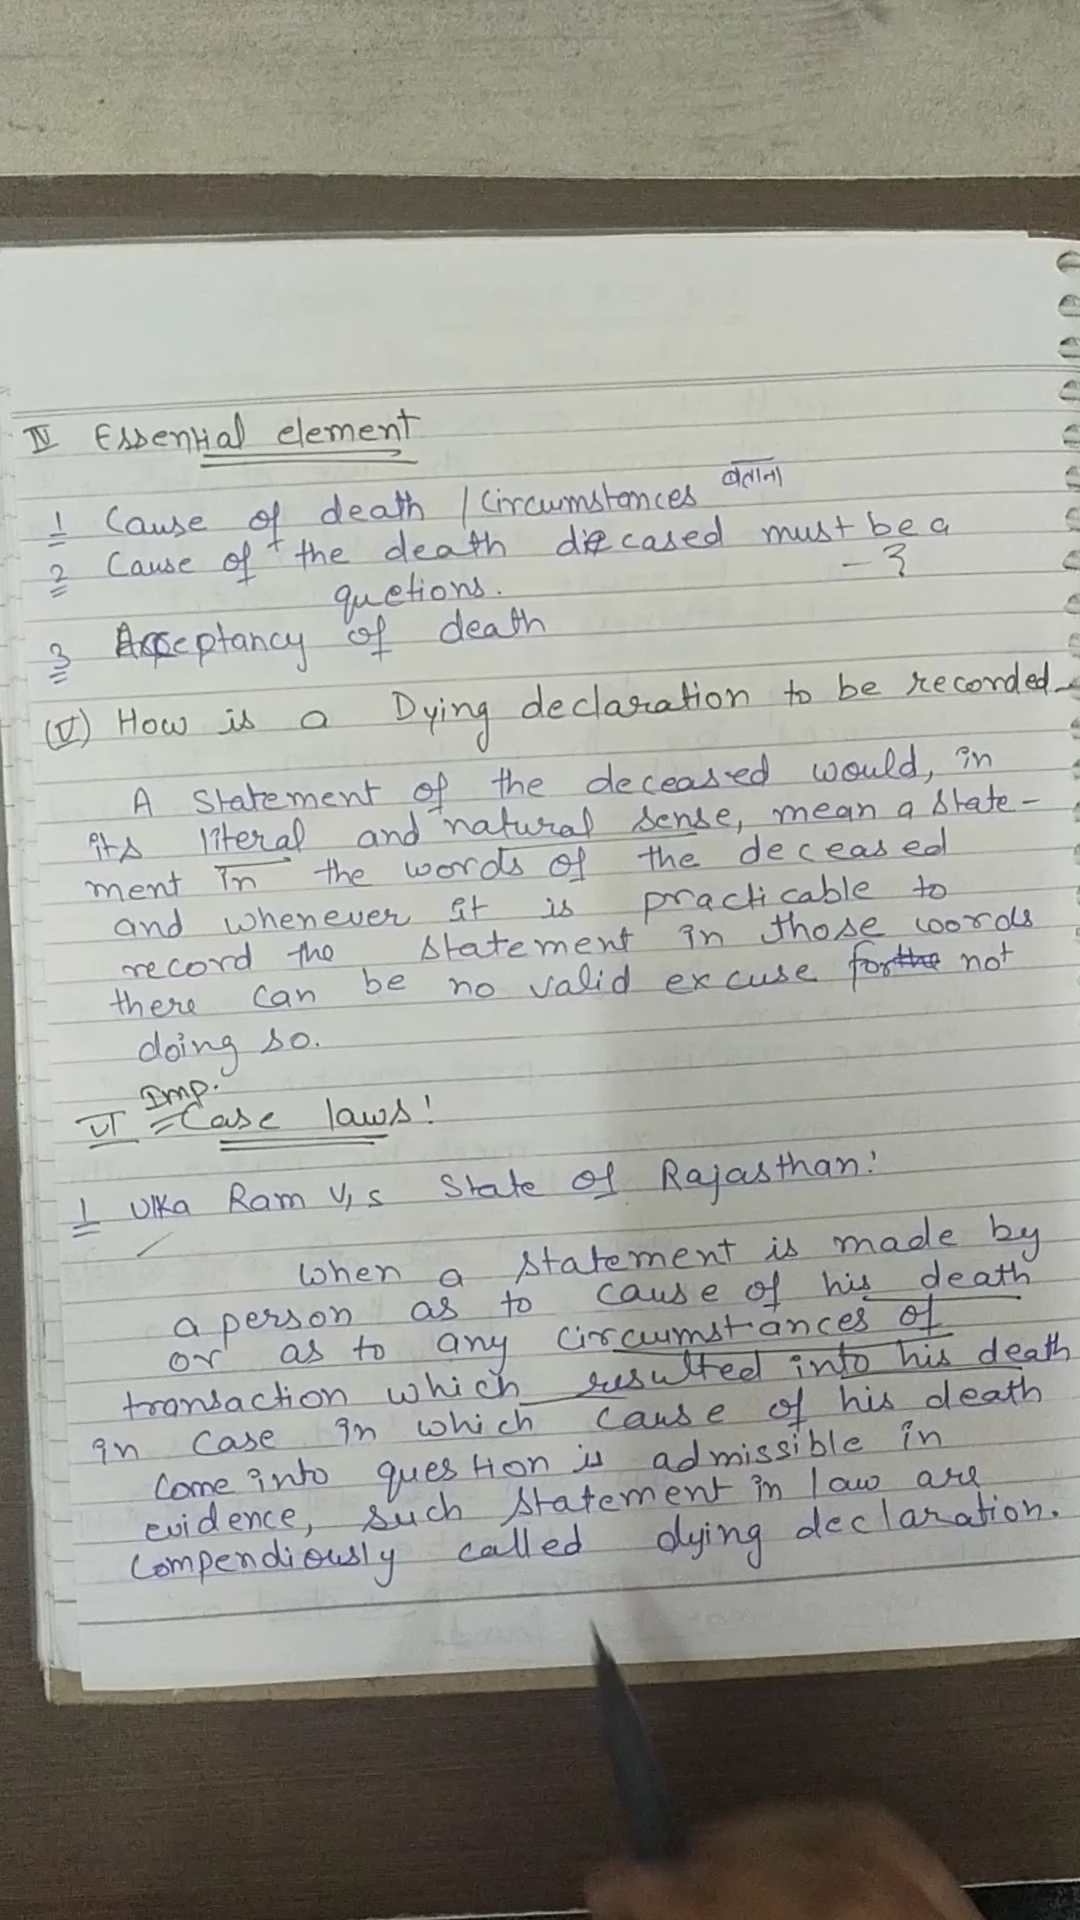 IV Essential element
1 Cause of death / Circumstances बताना
2 Cause of the death dicased must be a
quetions. - ?
3 Acceptancy of death
(V) How is a Dying declaration to be recorded-
A Statement of the deceased would, in
its literal and natural sense, mean a state-
ment In the words of the deceased
and whenever it is practicable to
record the statement in those words
there can be no valid excuse for the not
doing so.
Imp.
VI Case laws!
1 Ulka Ram V,s State of Rajasthan:
When a statement is made by
a person as to cause of his death
or as to any circumstances of
transaction which resulted into his death
in case in which cause of his death
Come into question is admissible in
evidence, such statement in law are
Compendiously called dying declaration.